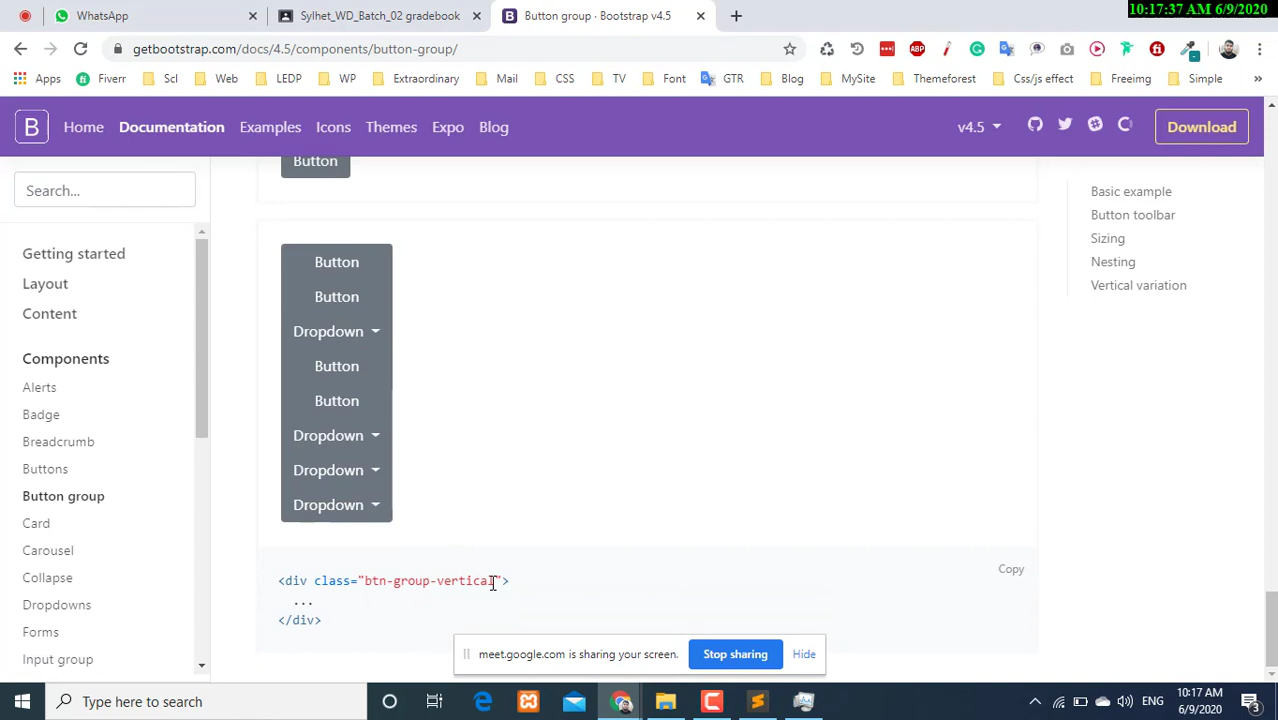 WhatsApp
Sylhet_WD_Batch_02 gradebook
Button group · Bootstrap v4.5
10:17:37 AM 6/9/2020
getbootstrap.com/docs/4.5/components/button-group/
Apps
Fiverr
Scl
Web
LEDP
WP
Extraordinary
Mail
CSS
TV
Font
GTR
Blog
MySite
Themeforest
Css/js effect
Freeimg
Simple
B
Home
Documentation
Examples
Icons
Themes
Expo
Blog
v4.5
Download
Search...
Getting started
Layout
Content
Components
Alerts
Badge
Breadcrumb
Buttons
Button group
Card
Carousel
Collapse
Dropdowns
Forms
Input group
Button
Button
Button
Dropdown
Button
Button
Dropdown
Dropdown
Dropdown
Copy
<div class="btn-group-vertical">
...
</div>
Basic example
Button toolbar
Sizing
Nesting
Vertical variation
meet.google.com is sharing your screen.
Stop sharing
Hide
Type here to search
ENG
10:17 AM
6/9/2020
3